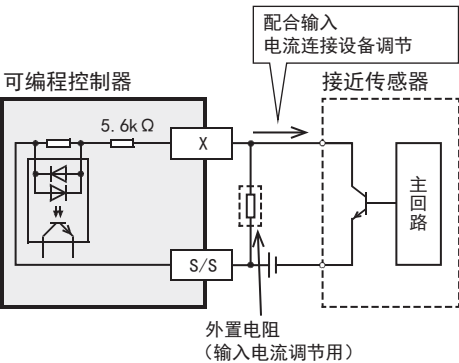 配合输入
电流连接设备调节
可编程控制器
接近传感器
5.6kΩ
X
主回路
S/S
外置电阻
（输入电流调节用）